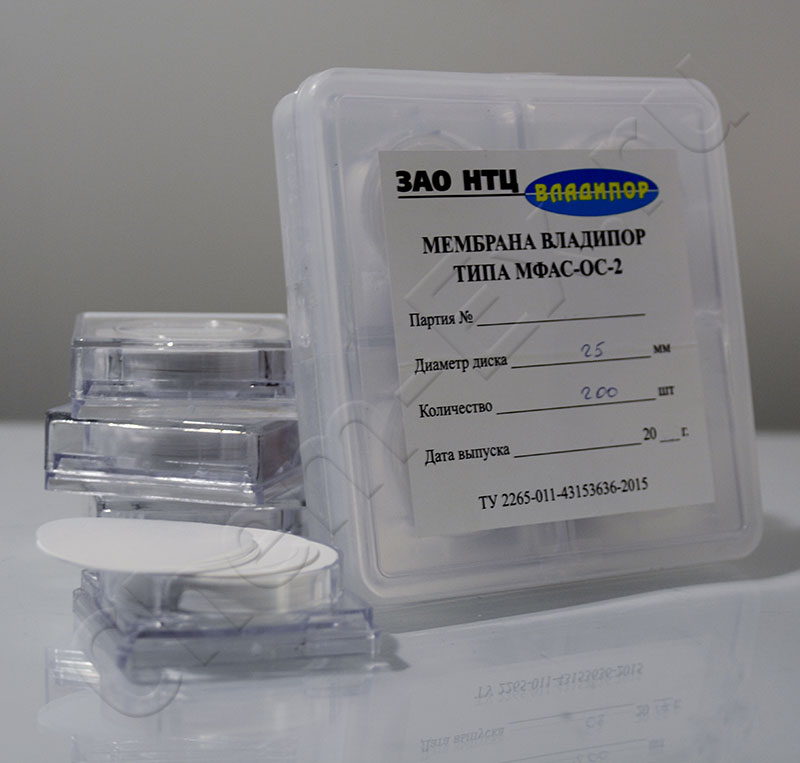 ЗАО НТЦ ВЛАДИПОР
МЕМБРАНА ВЛАДИПОР
ТИПА МФАС-ОС-2
Партия №
Диаметр диска 25 мм
Количество 200 шт
Дата выпуска 20 г.
ТУ 2265-011-43153636-2015